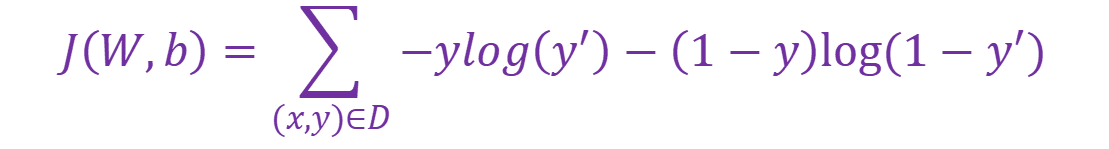 J(W, b) = ∑ −ylog(y′) − (1 − y)log(1 − y′)
(x,y)∈D